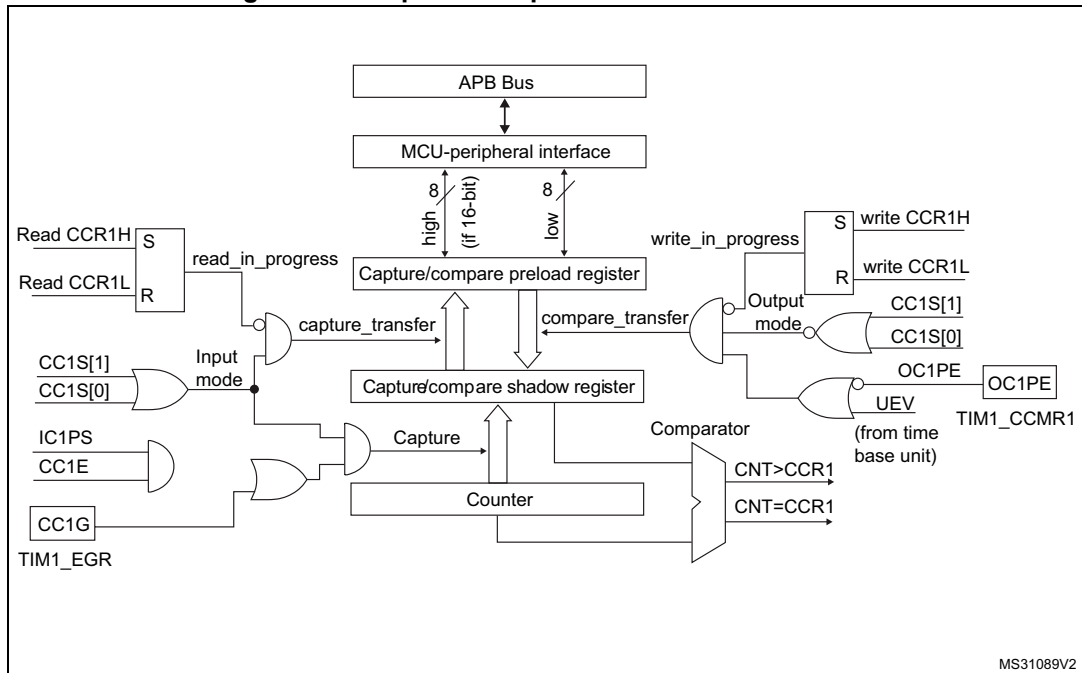 APB Bus
MCU-peripheral interface
8
high
(if 16-bit)
8
low
Read CCR1H
Read CCR1L
S
R
read_in_progress
write_in_progress
S
R
write CCR1H
write CCR1L
Capture/compare preload register
capture_transfer
compare_transfer
Output
mode
CC1S[1]
CC1S[0]
CC1S[1]
CC1S[0]
Input
mode
Capture/compare shadow register
OC1PE
OC1PE
UEV
TIM1_CCMR1
(from time
base unit)
IC1PS
CC1E
Capture
Comparator
CNT>CCR1
CNT=CCR1
Counter
CC1G
TIM1_EGR
MS31089V2